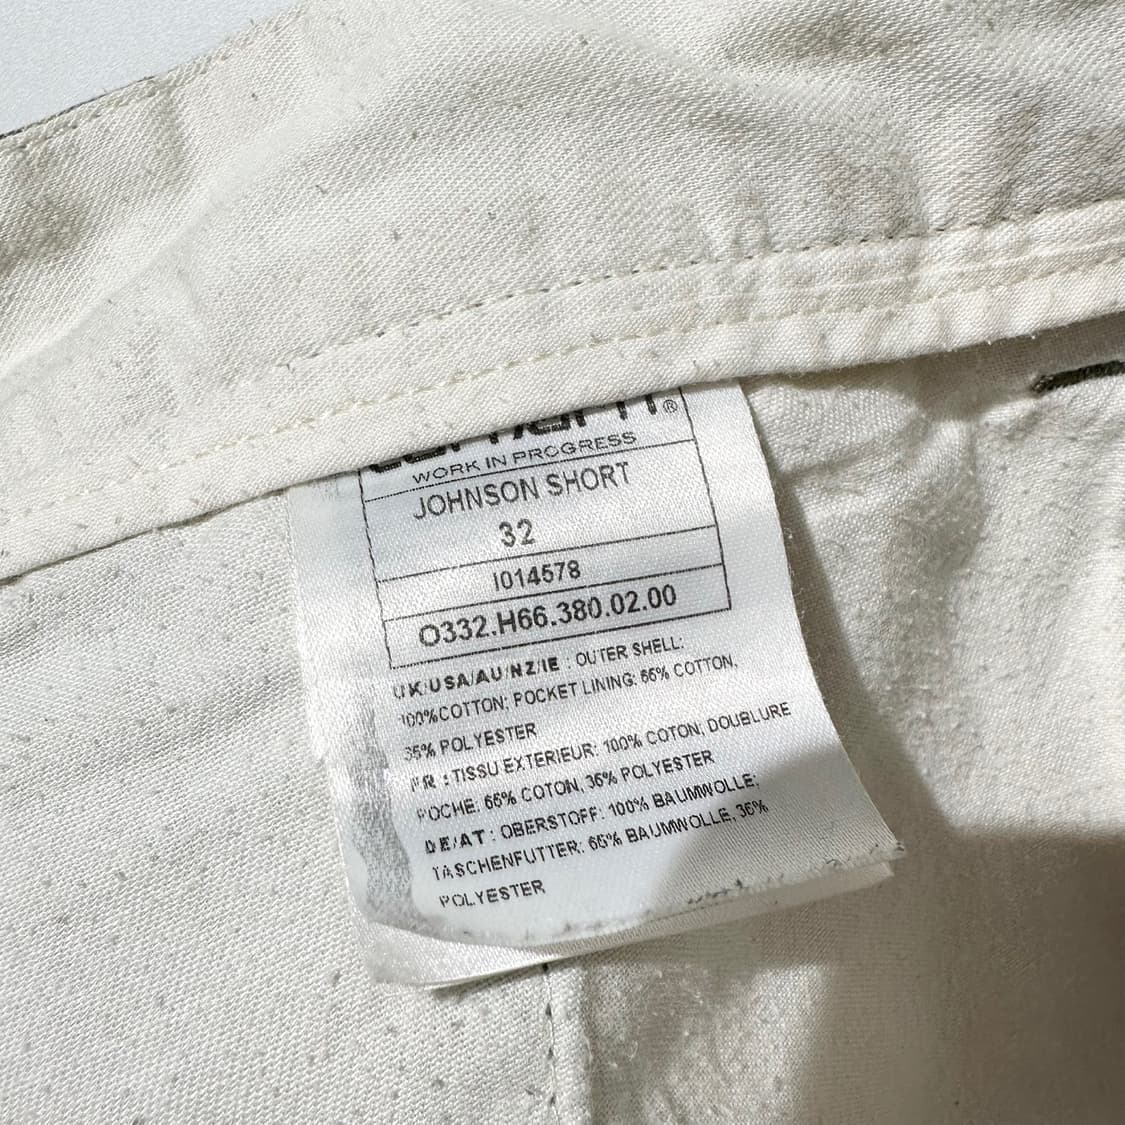 carhartt®
WORK IN PROGRESS
JOHNSON SHORT
32
I014578
O332.H66.380.02.00
UK/USA/AU/NZ/IE : OUTER SHELL:
100%COTTON; POCKET LINING: 65% COTTON,
35% POLYESTER
FR : TISSU EXTERIEUR: 100% COTON; DOUBLURE
POCHE: 65% COTON, 35% POLYESTER
DE/AT : OBERSTOFF: 100% BAUMWOLLE;
TASCHENFUTTER: 65% BAUMWOLLE, 35%
POLYESTER